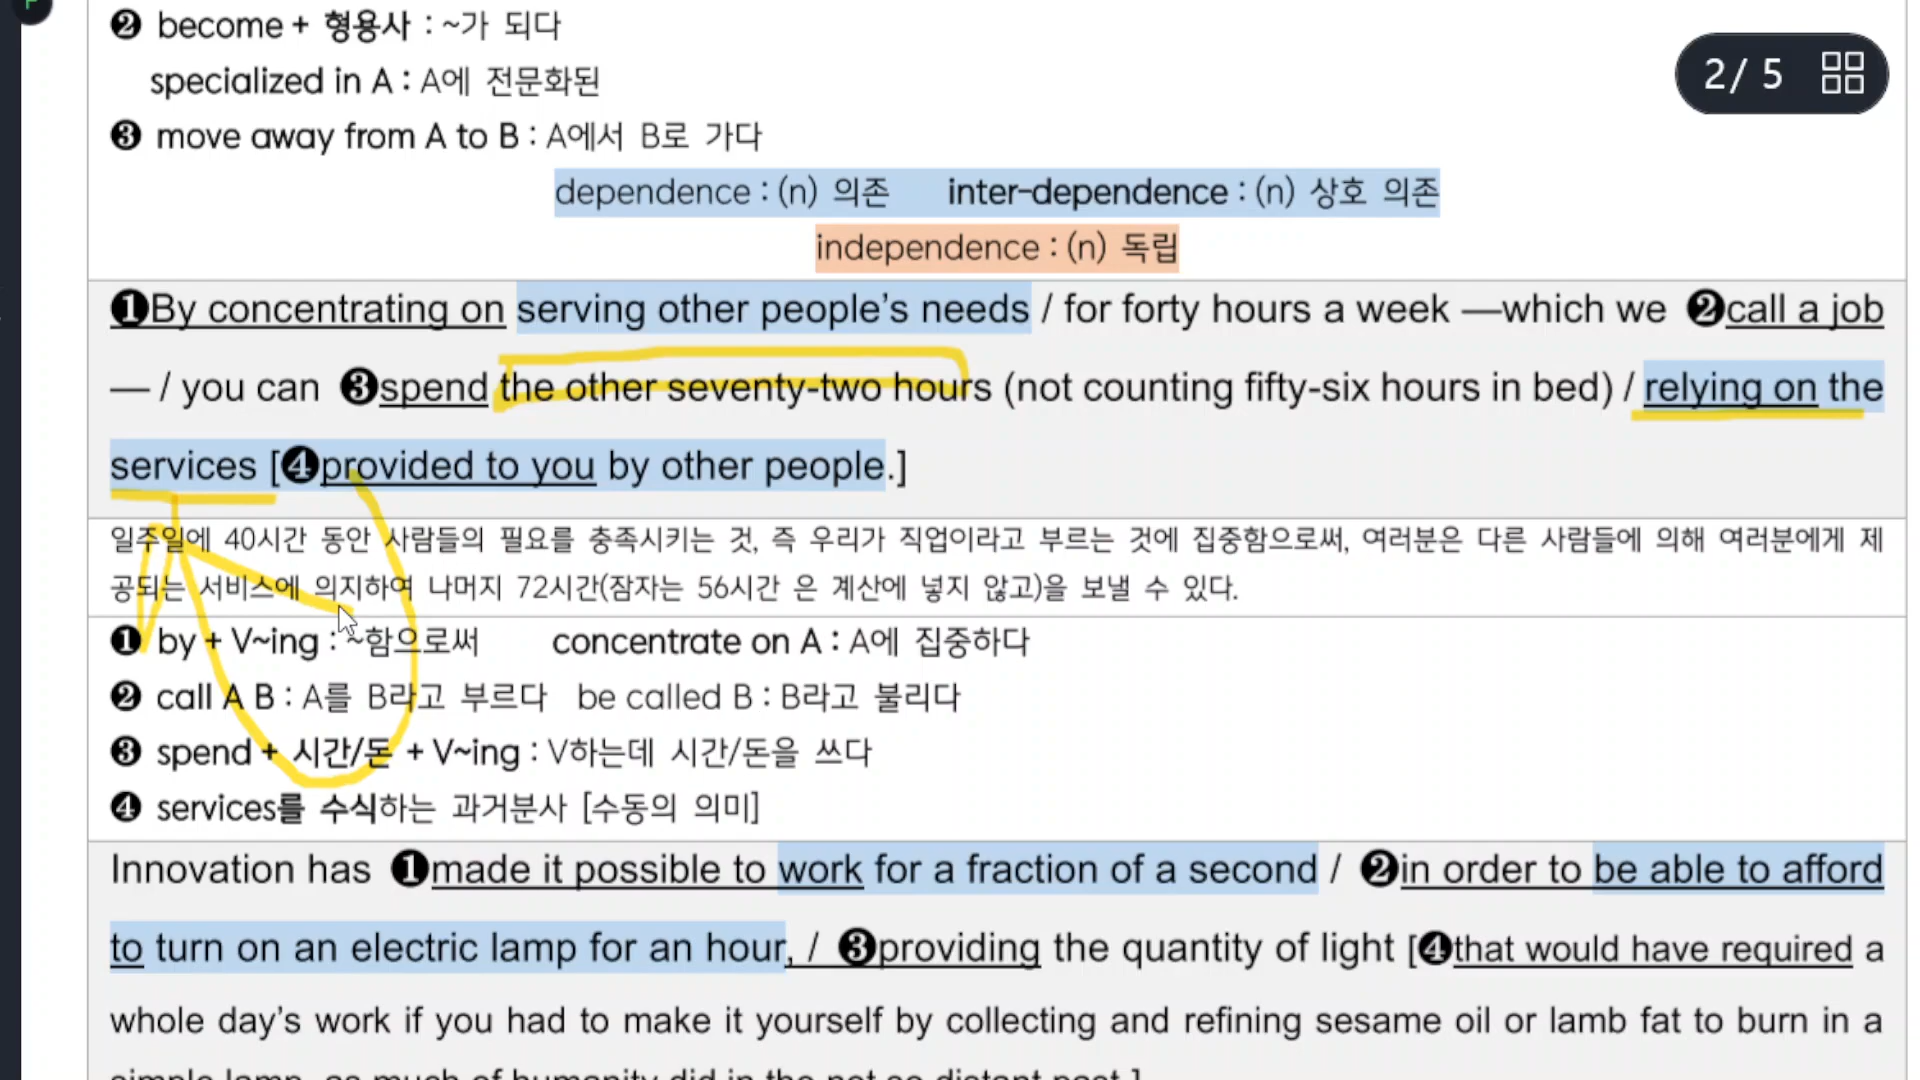 ❷ become + 형용사 : ~가 되다
specialized in A : A에 전문화된
2/ 5
❸ move away from A to B : A에서 B로 가다
dependence : (n) 의존 inter-dependence : (n) 상호 의존
independence : (n) 독립
❶By concentrating on serving other people’s needs / for forty hours a week —which we ❷call a job
— / you can ❸spend the other seventy-two hours (not counting fifty-six hours in bed) / relying on the
services [❹provided to you by other people.]
일주일에 40시간 동안 사람들의 필요를 충족시키는 것, 즉 우리가 직업이라고 부르는 것에 집중함으로써, 여러분은 다른 사람들에 의해 여러분에게 제
공되는 서비스에 의지하여 나머지 72시간(잠자는 56시간 은 계산에 넣지 않고)을 보낼 수 있다.
❶ by + V~ing : ~함으로써 concentrate on A : A에 집중하다
❷ call A B : A를 B라고 부르다 be called B : B라고 불리다
❸ spend + 시간/돈 + V~ing : V하는데 시간/돈을 쓰다
❹ services를 수식하는 과거분사 [수동의 의미]
Innovation has ❶made it possible to work for a fraction of a second / ❷in order to be able to afford
to turn on an electric lamp for an hour, / ❸providing the quantity of light [❹that would have required a
whole day’s work if you had to make it yourself by collecting and refining sesame oil or lamb fat to burn in a
simple lamp, as much of humanity did in the not so distant past.]